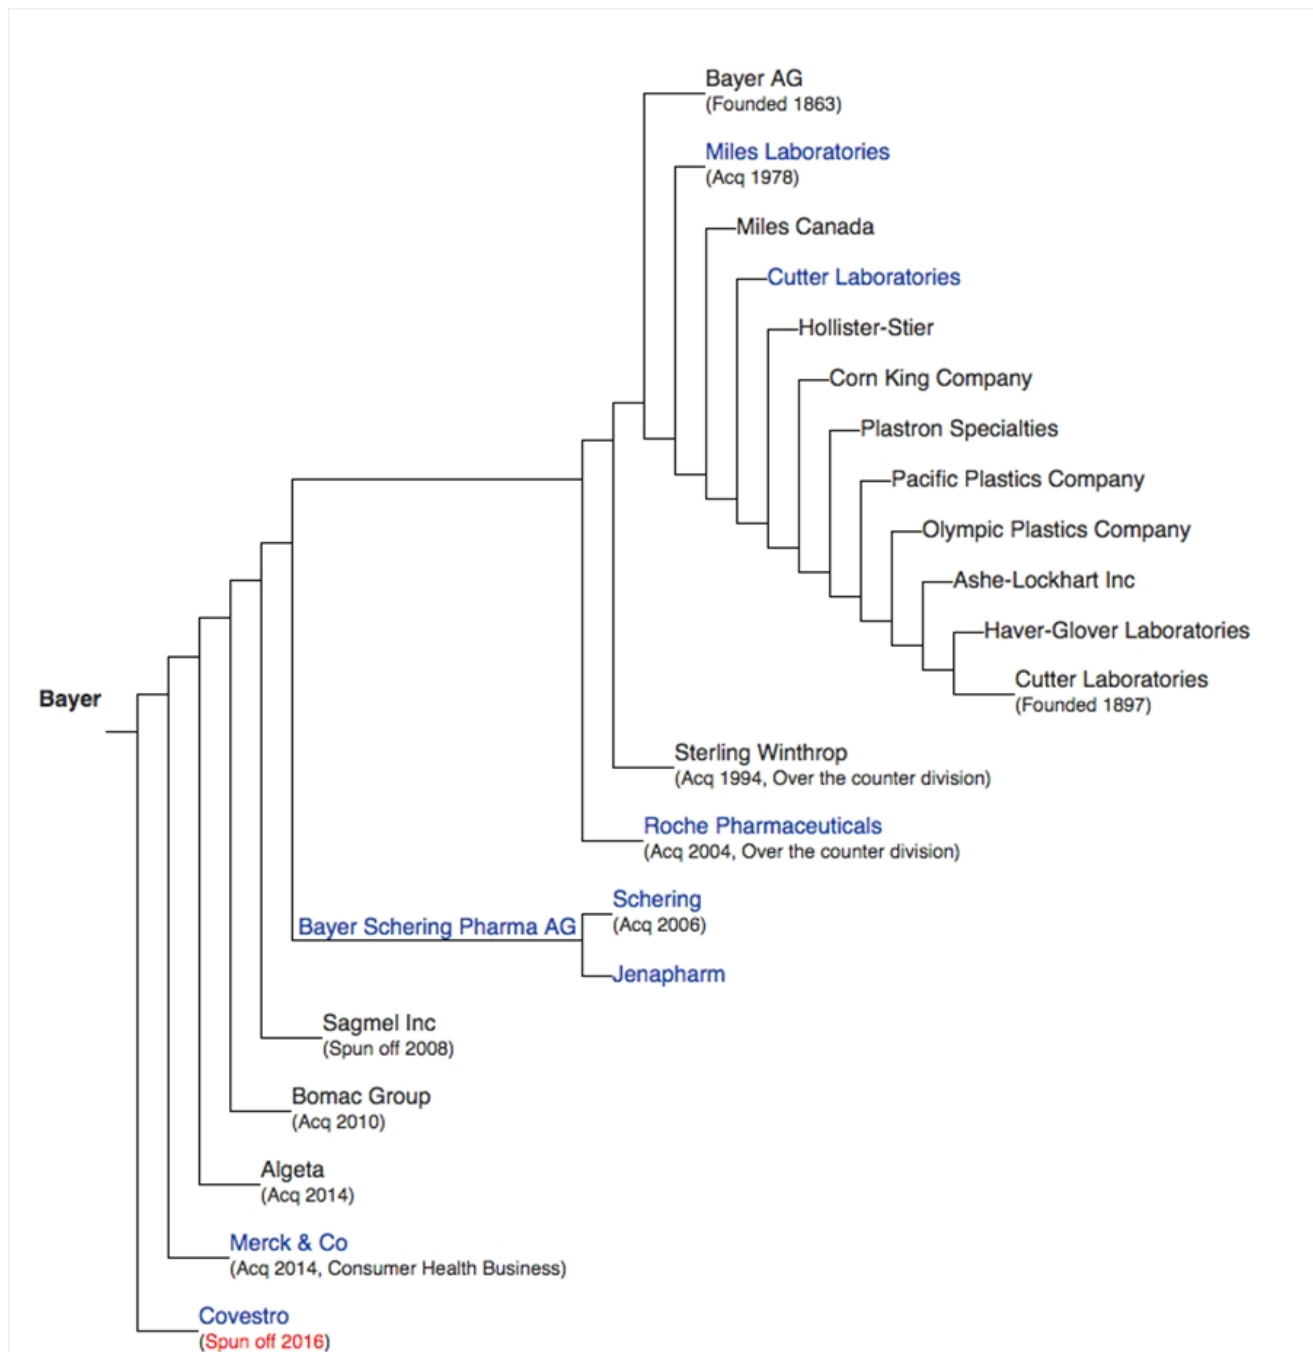 Bayer AG
(Founded 1863)
Miles Laboratories
(Acq 1978)
Miles Canada
Cutter Laboratories
Hollister-Stier
Corn King Company
Plastron Specialties
Pacific Plastics Company
Olympic Plastics Company
Ashe-Lockhart Inc
Haver-Glover Laboratories
Cutter Laboratories
(Founded 1897)
Bayer
Sterling Winthrop
(Acq 1994, Over the counter division)
Roche Pharmaceuticals
(Acq 2004, Over the counter division)
Schering
(Acq 2006)
Bayer Schering Pharma AG
Jenapharm
Sagmel Inc
(Spun off 2008)
Bomac Group
(Acq 2010)
Algeta
(Acq 2014)
Merck & Co
(Acq 2014, Consumer Health Business)
Covestro
(Spun off 2016)